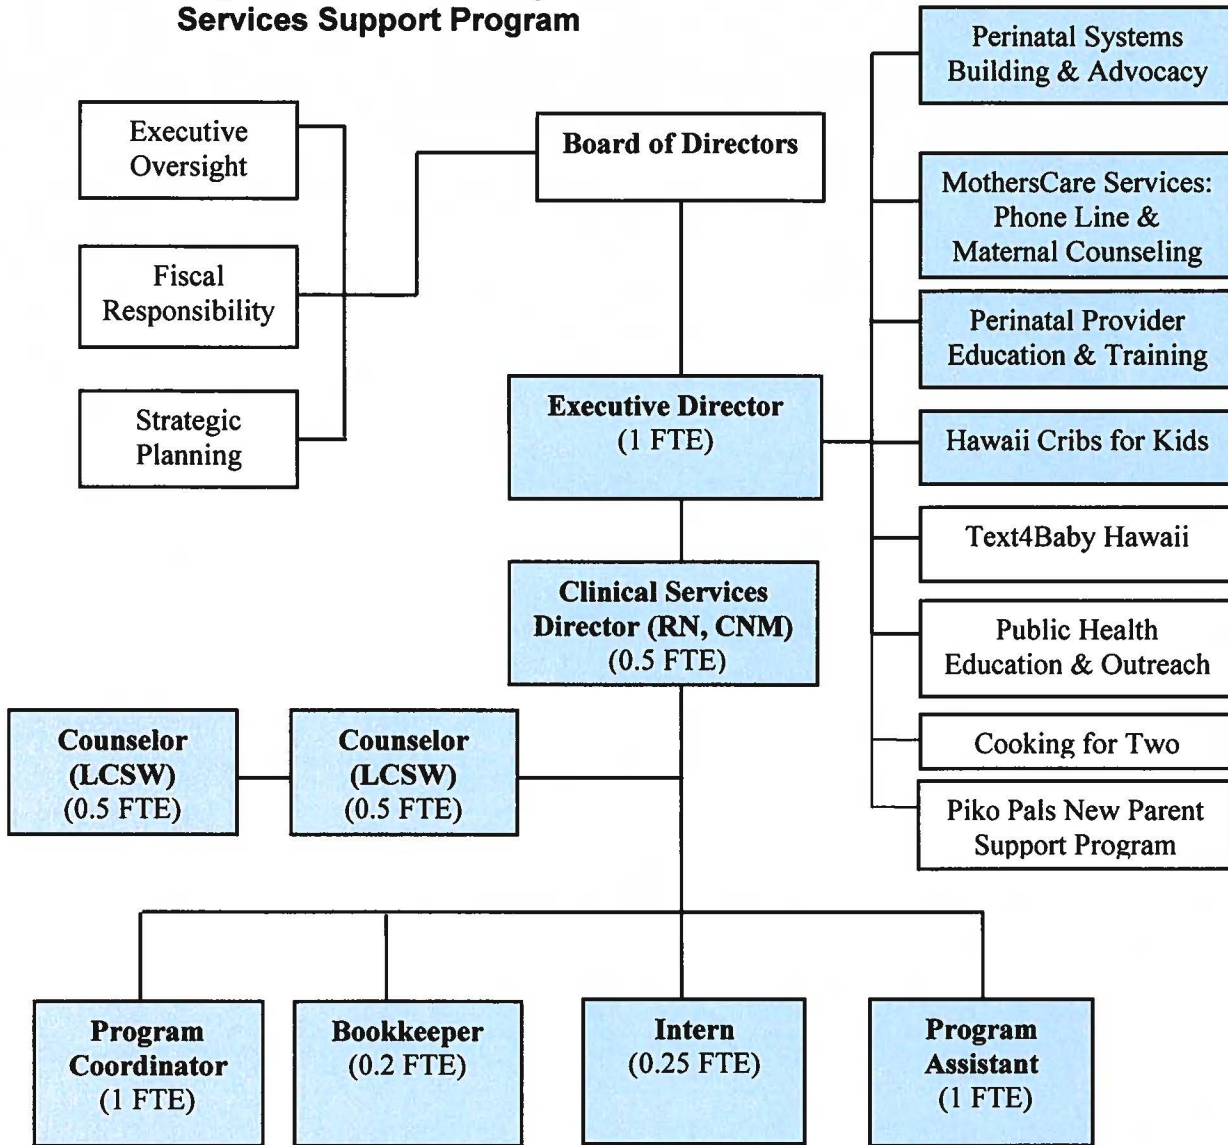 Services Support Program
Perinatal Systems
Building & Advocacy
Executive
Oversight
Board of Directors
MothersCare Services:
Phone Line &
Maternal Counseling
Fiscal
Responsibility
Perinatal Provider
Education & Training
Strategic
Planning
Executive Director
(1 FTE)
Hawaii Cribs for Kids
Text4Baby Hawaii
Clinical Services
Director (RN, CNM)
(0.5 FTE)
Public Health
Education & Outreach
Counselor
(LCSW)
(0.5 FTE)
Counselor
(LCSW)
(0.5 FTE)
Cooking for Two
Piko Pals New Parent
Support Program
Program
Coordinator
(1 FTE)
Bookkeeper
(0.2 FTE)
Intern
(0.25 FTE)
Program
Assistant
(1 FTE)